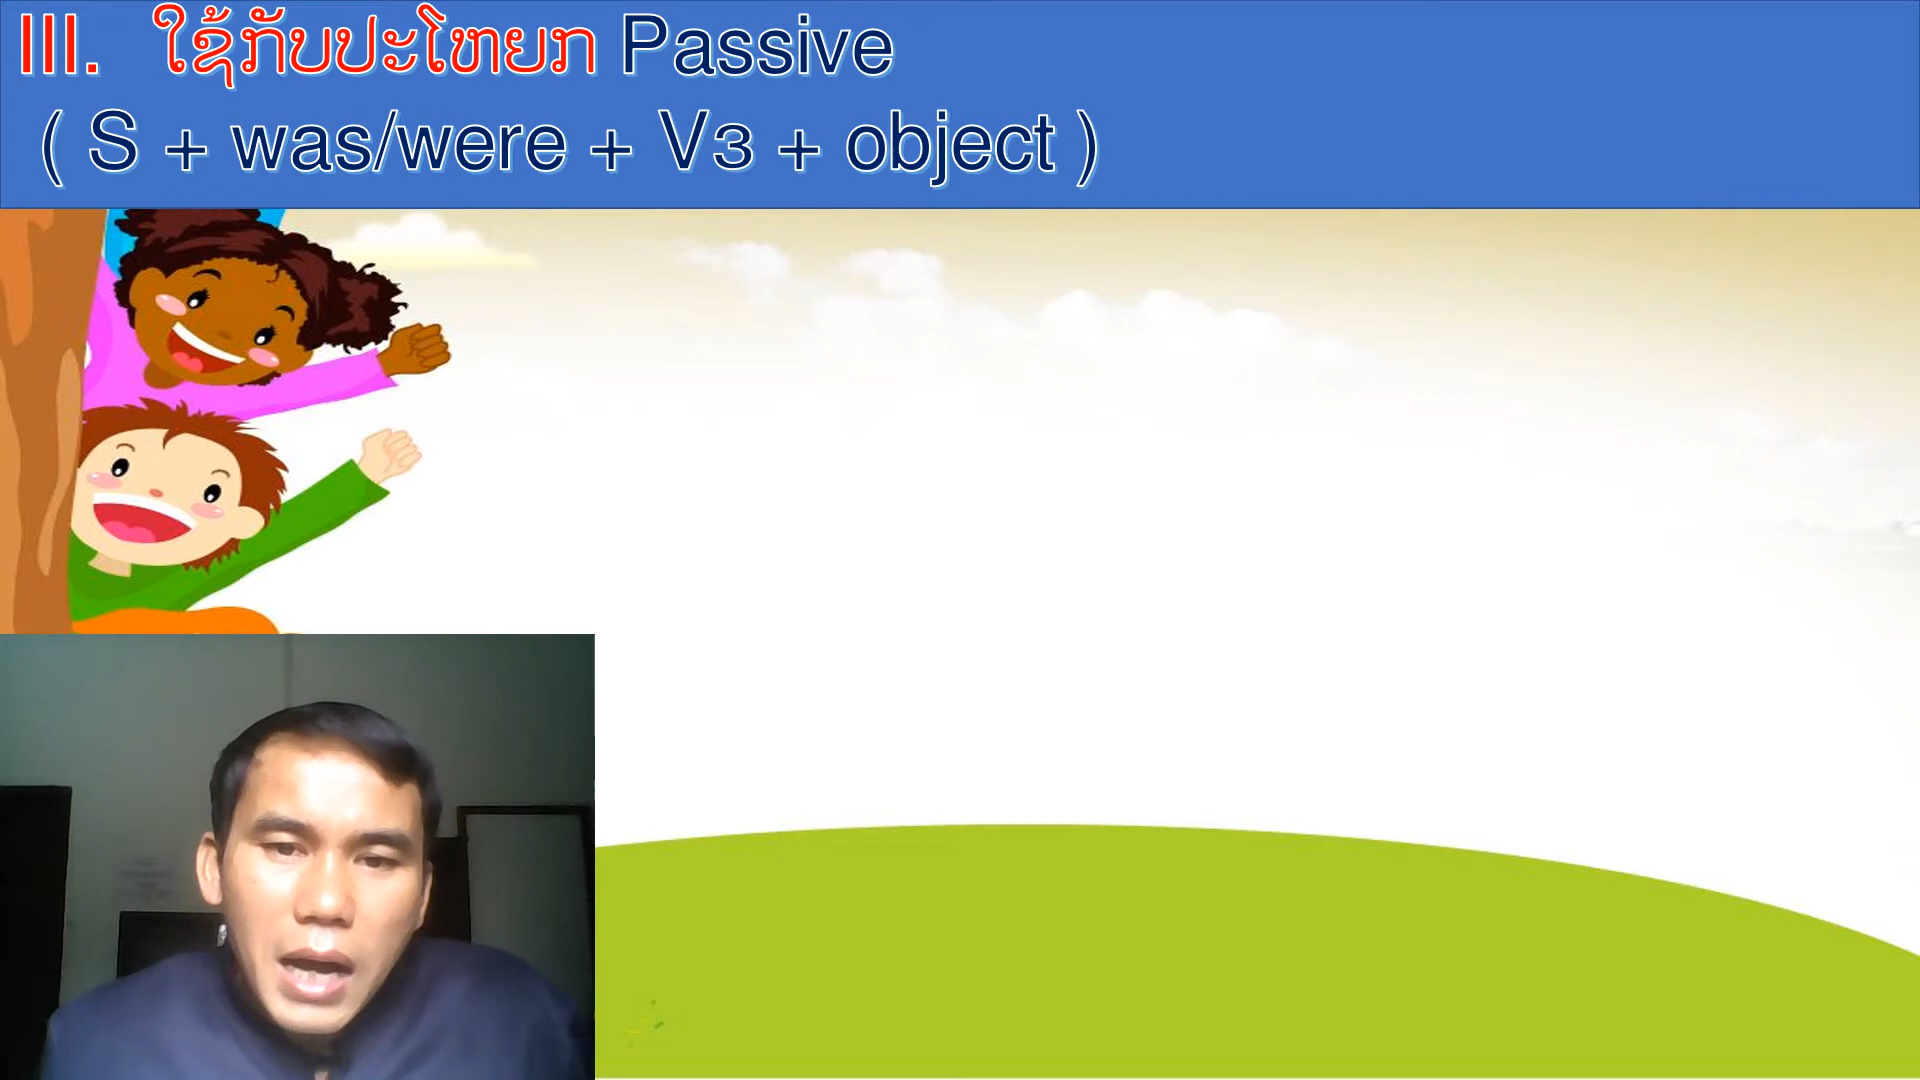 III. ໃຊ້ກັບປະໂຫຍກ Passive
( S + was/were + V3 + object )